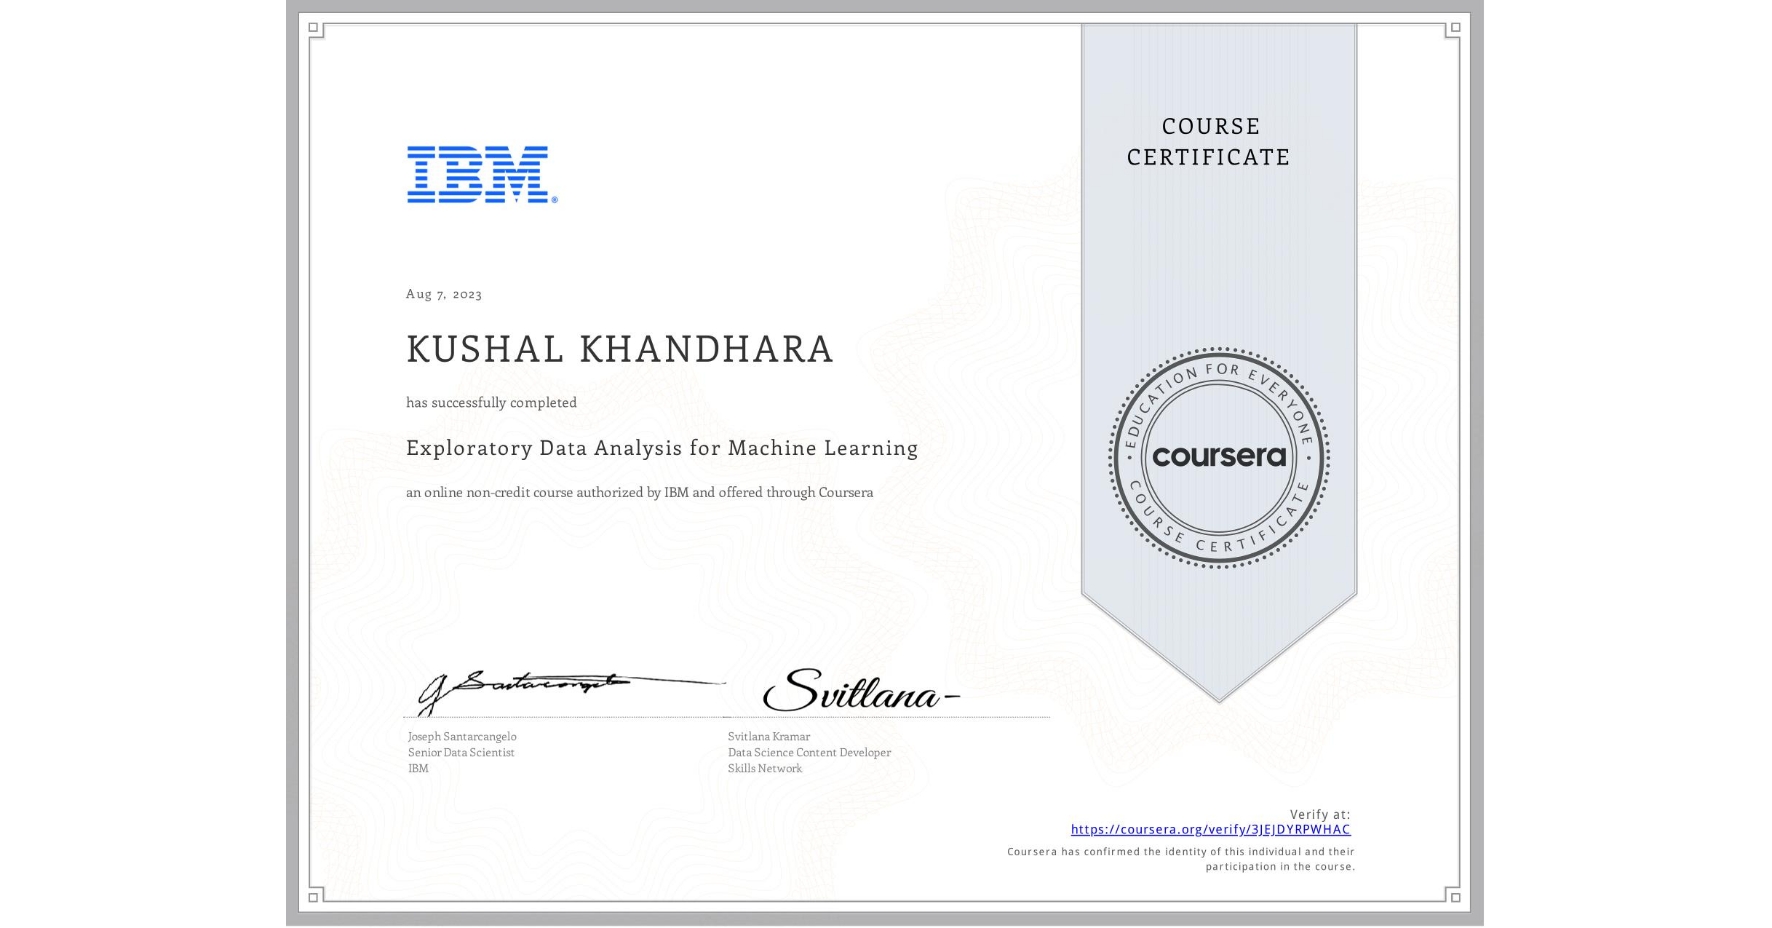 COURSE
CERTIFICATE
IBM®
Aug 7, 2023
KUSHAL KHANDHARA
has successfully completed
Exploratory Data Analysis for Machine Learning
an online non-credit course authorized by IBM and offered through Coursera
EDUCATION FOR EVERYONE
coursera
COURSE CERTIFICATE
J Santarcangelo
Svitlana-
Joseph Santarcangelo
Senior Data Scientist
IBM
Svitlana Kramar
Data Science Content Developer
Skills Network
Verify at:
https://coursera.org/verify/3JEJDYRPWHAC
Coursera has confirmed the identity of this individual and their
participation in the course.